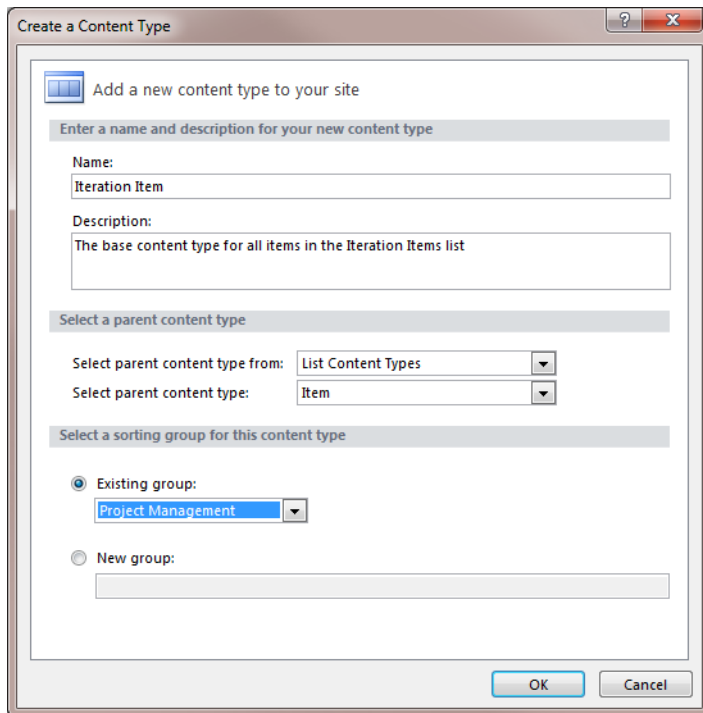 Create a Content Type
?
X
Add a new content type to your site
Enter a name and description for your new content type
Name:
Iteration Item
Description:
The base content type for all items in the Iteration Items list
Select a parent content type
Select parent content type from: List Content Types
Select parent content type: Item
Select a sorting group for this content type
Existing group:
Project Management
New group:
OK Cancel